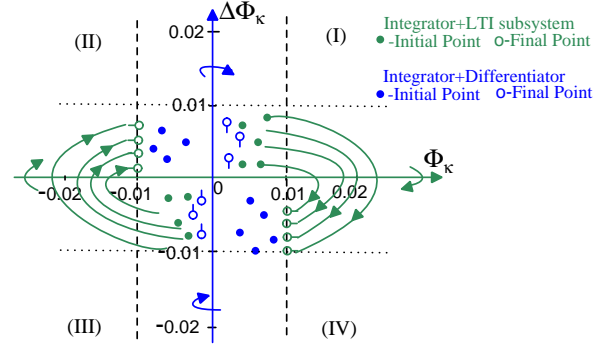 ΔΦκ
Integrator+LTI subsystem
-Initial Point o-Final Point
Integrator+Differentiator
-Initial Point o-Final Point
(II)
(I)
0.02
0.01
Φκ
-0.02
-0.01
0
0.01
0.02
-0.01
-0.02
(III)
(IV)